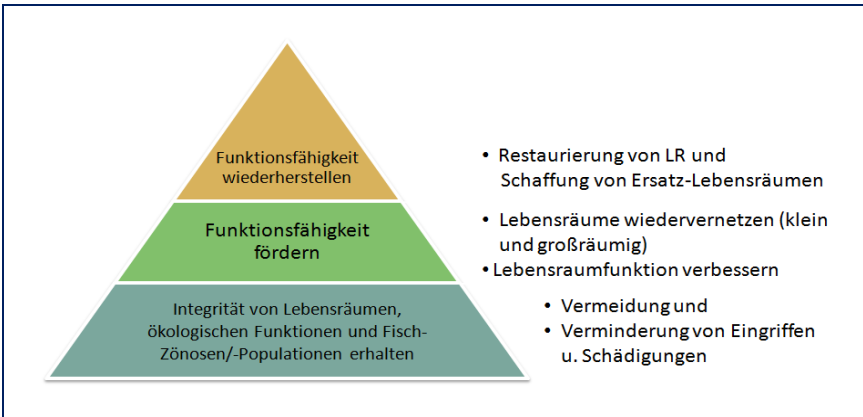 Funktionsfähigkeit
wiederherstellen
• Restaurierung von LR und
Schaffung von Ersatz-Lebensräumen
Funktionsfähigkeit
fördern
• Lebensräume wiedervernetzen (klein
und großräumig)
• Lebensraumfunktion verbessern
Integrität von Lebensräumen,
ökologischen Funktionen und Fisch-
Zönosen/-Populationen erhalten
• Vermeidung und
• Verminderung von Eingriffen
u. Schädigungen